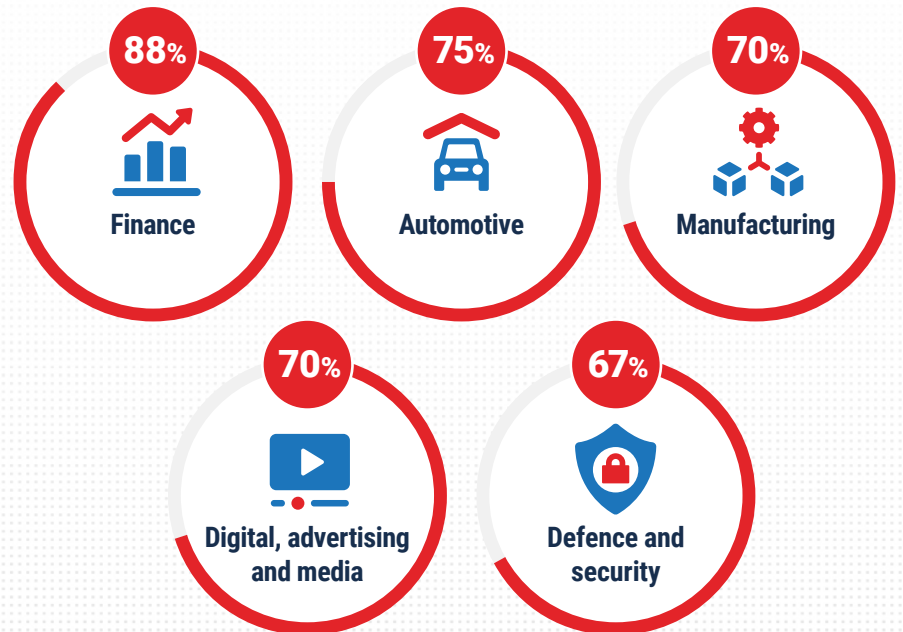 88%
75%
70%
Finance
Automotive
Manufacturing
70%
67%
Digital, advertising
and media
Defence and
security